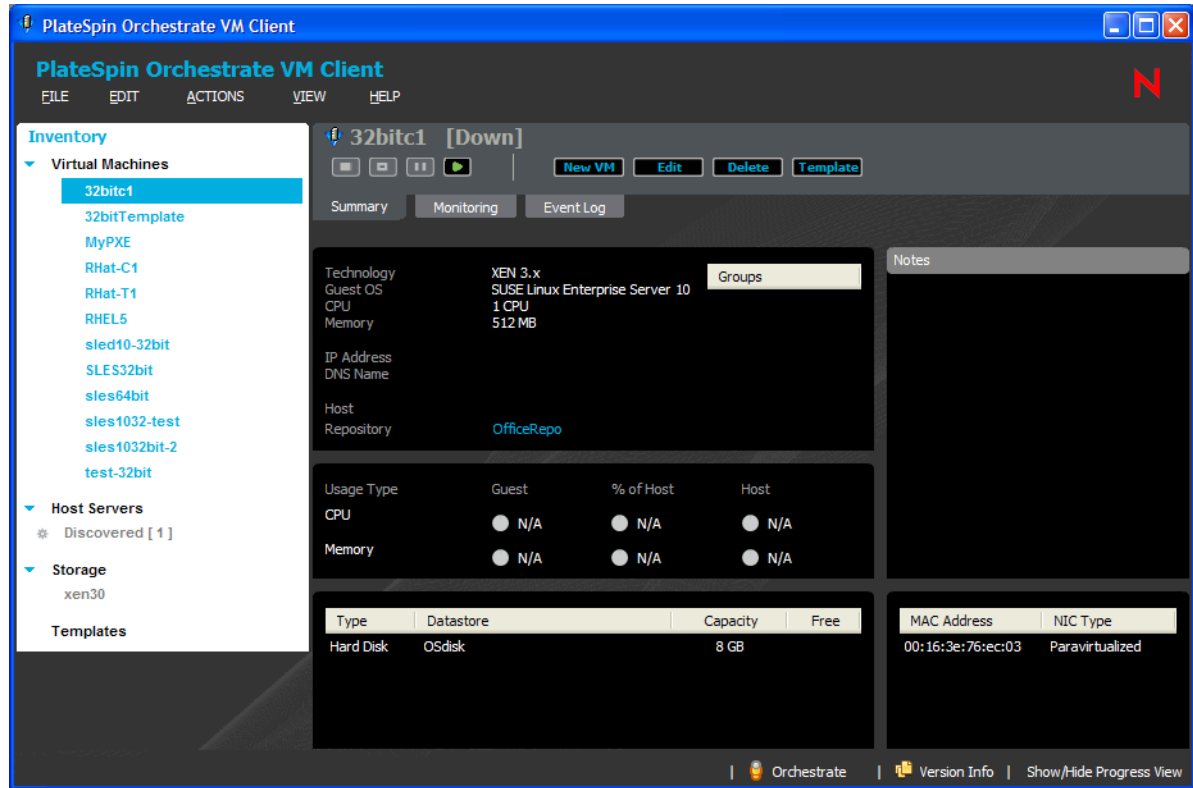 PlateSpin Orchestrate VM Client
PlateSpin Orchestrate VM Client
FILE EDIT ACTIONS VIEW HELP
N
Inventory
Virtual Machines
32bitc1
32bitTemplate
MyPXE
RHat-C1
RHat-T1
RHEL5
sled10-32bit
SLES32bit
sles64bit
sles1032-test
sles1032bit-2
test-32bit
Host Servers
Discovered [ 1 ]
Storage
xen30
Templates
32bitc1 [Down]
New VM Edit Delete Template
Summary Monitoring Event Log
Technology XEN 3.x
Guest OS SUSE Linux Enterprise Server 10
CPU 1 CPU
Memory 512 MB
IP Address
DNS Name
Host
Repository OfficeRepo
Groups
Notes
Usage Type Guest % of Host Host
CPU N/A N/A N/A
Memory N/A N/A N/A
Type Datastore Capacity Free
Hard Disk OSdisk 8 GB
MAC Address NIC Type
00:16:3e:76:ec:03 Paravirtualized
| Orchestrate | Version Info | Show/Hide Progress View